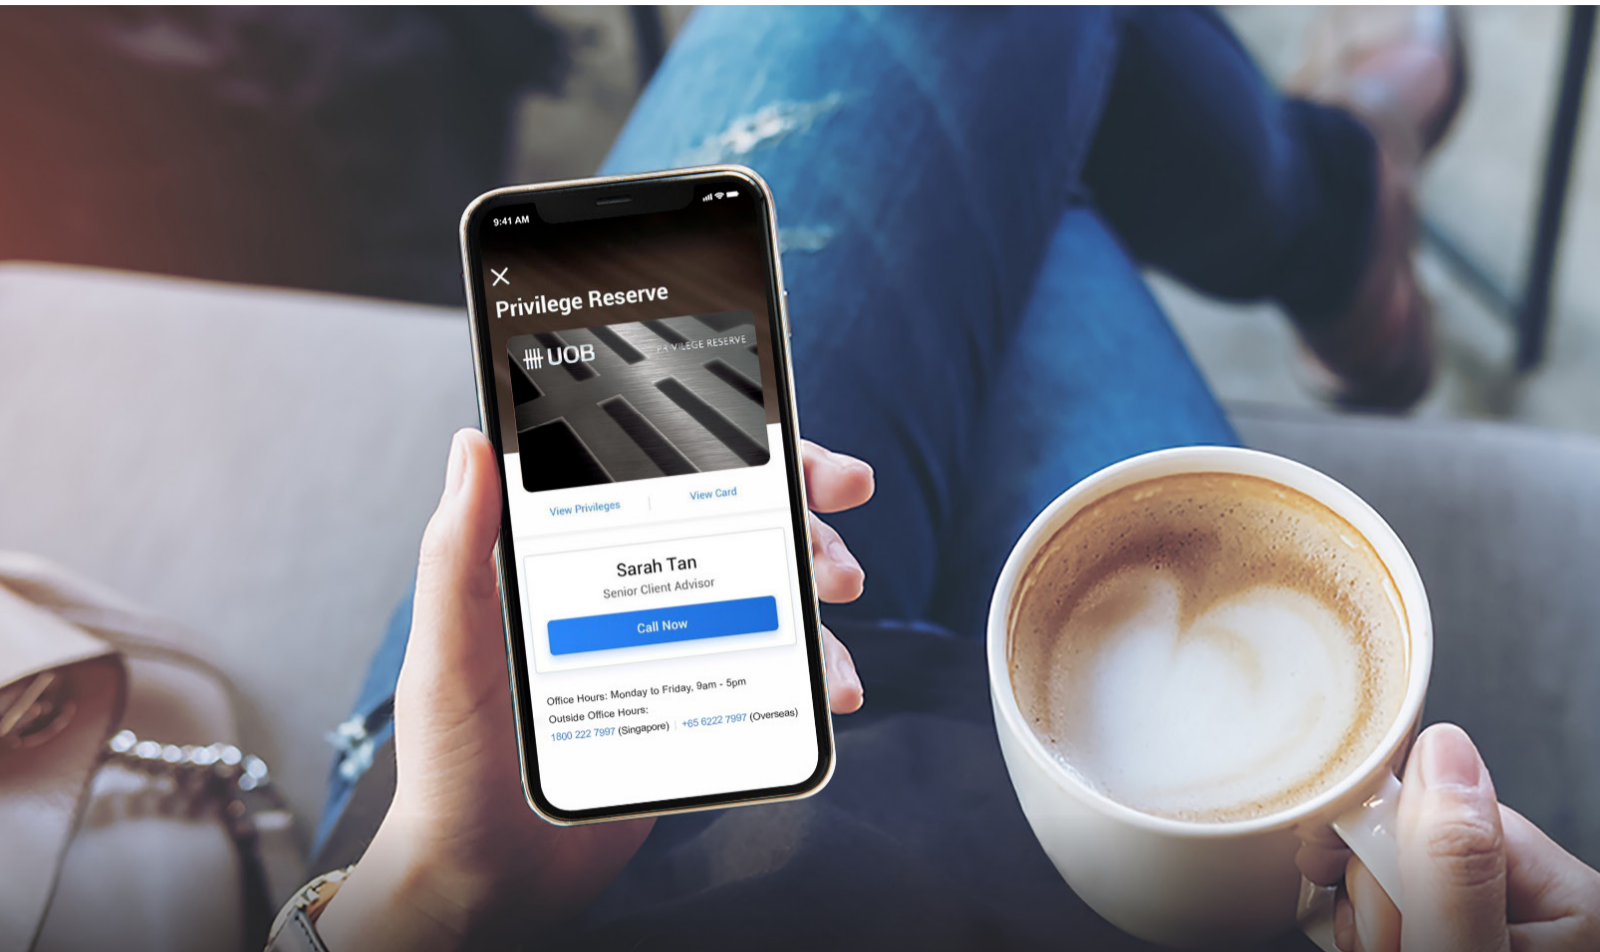 9:41 AM
Privilege Reserve
UOB
PRIVILEGE RESERVE
View Privileges | View Card
Sarah Tan
Senior Client Advisor
Call Now
Office Hours: Monday to Friday, 9am - 5pm
Outside Office Hours:
1800 222 7997 (Singapore) | +65 6222 7997 (Overseas)